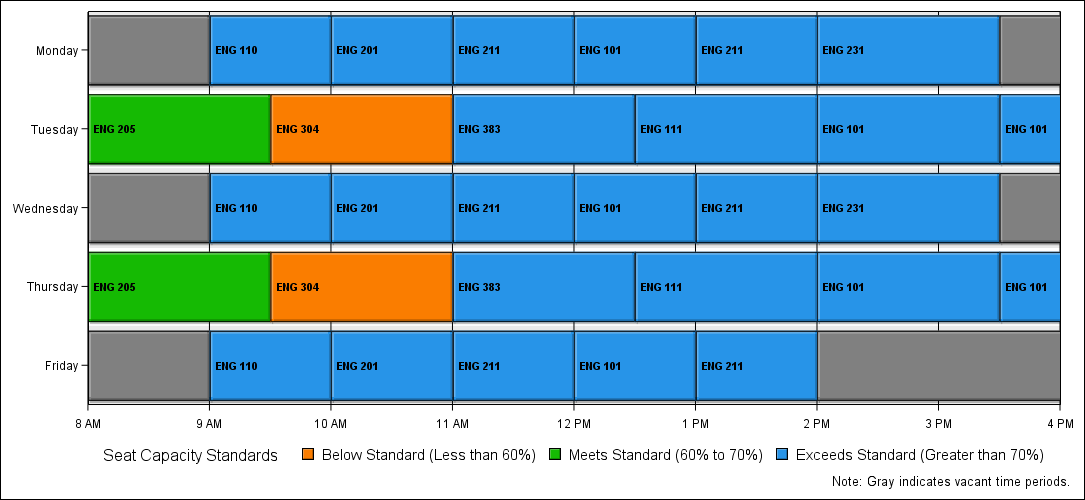 Monday
ENG 110 ENG 201 ENG 211 ENG 101 ENG 211 ENG 231
Tuesday
ENG 205 ENG 304 ENG 383 ENG 111 ENG 101 ENG 101
Wednesday
ENG 110 ENG 201 ENG 211 ENG 101 ENG 211 ENG 231
Thursday
ENG 205 ENG 304 ENG 383 ENG 111 ENG 101 ENG 101
Friday
ENG 110 ENG 201 ENG 211 ENG 101 ENG 211
8 AM 9 AM 10 AM 11 AM 12 PM 1 PM 2 PM 3 PM 4 PM
Seat Capacity Standards Below Standard (Less than 60%) Meets Standard (60% to 70%) Exceeds Standard (Greater than 70%)
Note: Gray indicates vacant time periods.